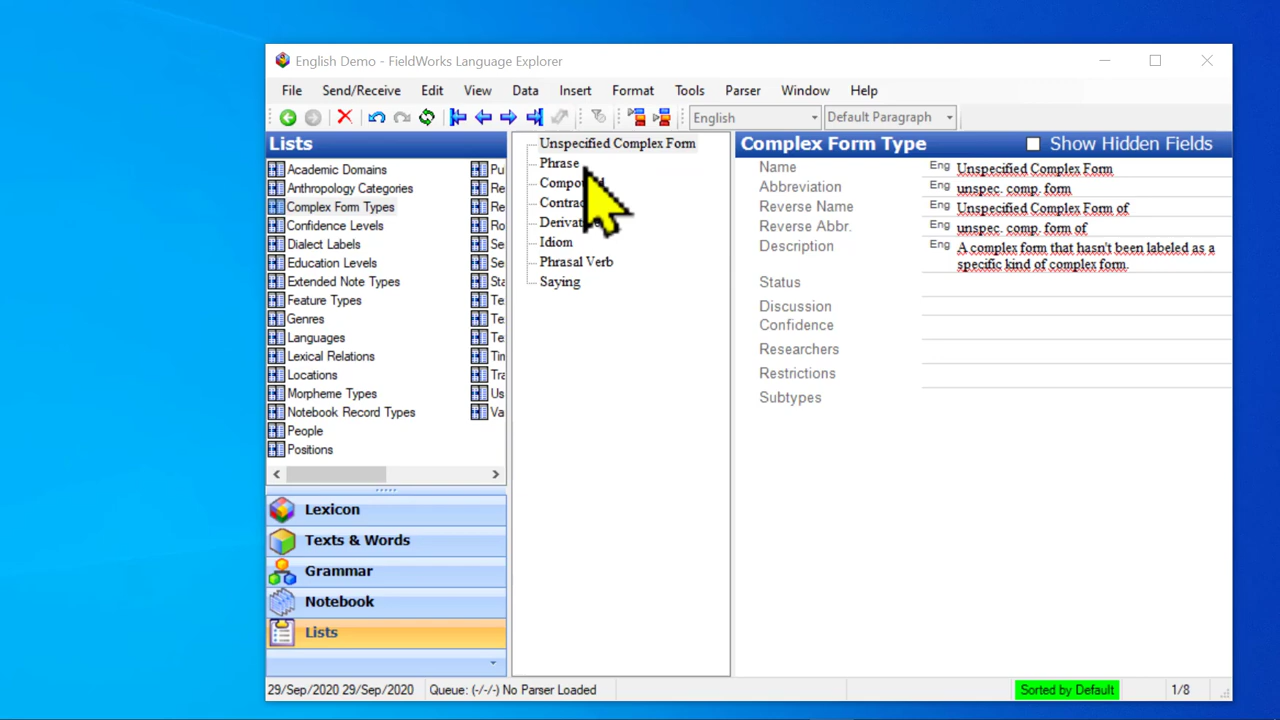 English Demo - FieldWorks Language Explorer
File Send/Receive Edit View Data Insert Format Tools Parser Window Help
English Default Paragraph
Lists
Academic Domains
Anthropology Categories
Complex Form Types
Confidence Levels
Dialect Labels
Education Levels
Extended Note Types
Feature Types
Genres
Languages
Lexical Relations
Locations
Morpheme Types
Notebook Record Types
People
Positions
Lexicon
Texts & Words
Grammar
Notebook
Lists
Unspecified Complex Form
Phrase
Idiom
Phrasal Verb
Saying
Complex Form Type Show Hidden Fields
Name Eng Unspecified Complex Form
Abbreviation Eng unspec. comp. form
Reverse Name Eng Unspecified Complex Form of
Reverse Abbr. Eng unspec. comp. form of
Description Eng A complex form that hasn't been labeled as a
specific kind of complex form.
Status
Discussion
Confidence
Researchers
Restrictions
Subtypes
29/Sep/2020 29/Sep/2020 Queue: (-/-/-) No Parser Loaded Sorted by Default 1/8